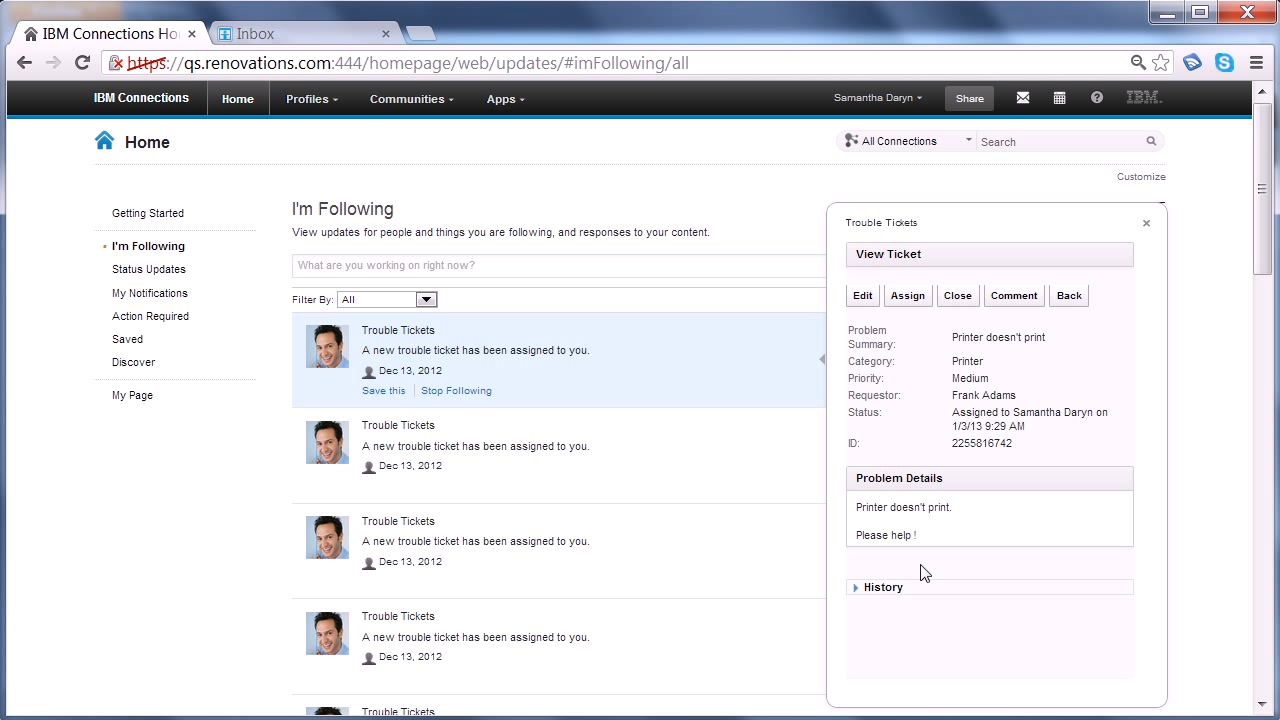 IBM Connections Ho
Inbox
https://qs.renovations.com:444/homepage/web/updates/#imFollowing/all
IBM Connections
Home
Profiles
Communities
Apps
Samantha Daryn
Share
IBM.
Home
All Connections
Search
Customize
Getting Started
I'm Following
Status Updates
My Notifications
Action Required
Saved
Discover
My Page
I'm Following
View updates for people and things you are following, and responses to your content.
What are you working on right now?
Filter By: All
Trouble Tickets
A new trouble ticket has been assigned to you.
Dec 13, 2012
Save this | Stop Following
Trouble Tickets
A new trouble ticket has been assigned to you.
Dec 13, 2012
Trouble Tickets
A new trouble ticket has been assigned to you.
Dec 13, 2012
Trouble Tickets
A new trouble ticket has been assigned to you.
Dec 13, 2012
Trouble Tickets
Trouble Tickets
View Ticket
Edit
Assign
Close
Comment
Back
Problem
Summary:
Printer doesn't print
Category: Printer
Priority: Medium
Requestor: Frank Adams
Status: Assigned to Samantha Daryn on
1/3/13 9:29 AM
ID: 2255816742
Problem Details
Printer doesn't print.
Please help !
History